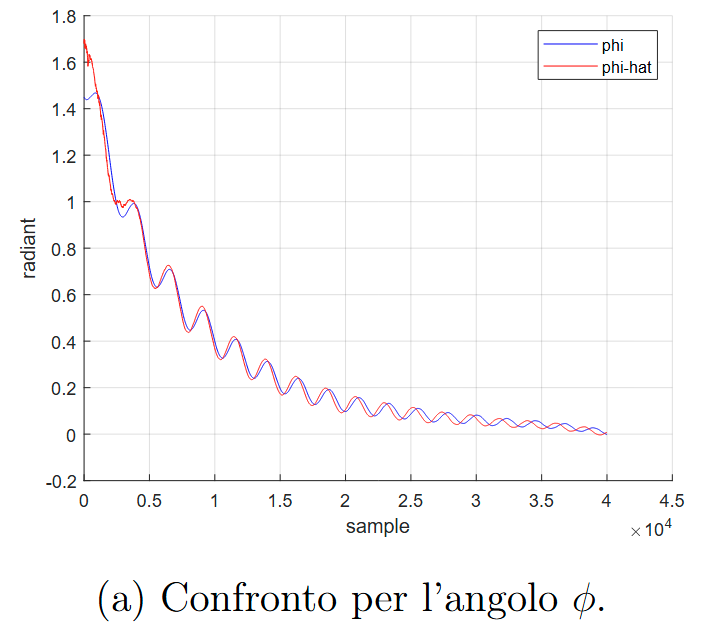 1.8
1.6
1.4
1.2
1
0.8
0.6
0.4
0.2
0
-0.2
radiant
phi
phi-hat
0 0.5 1 1.5 2 2.5 3 3.5 4 4.5
sample
× 10⁴
(a) Confronto per l'angolo ϕ.